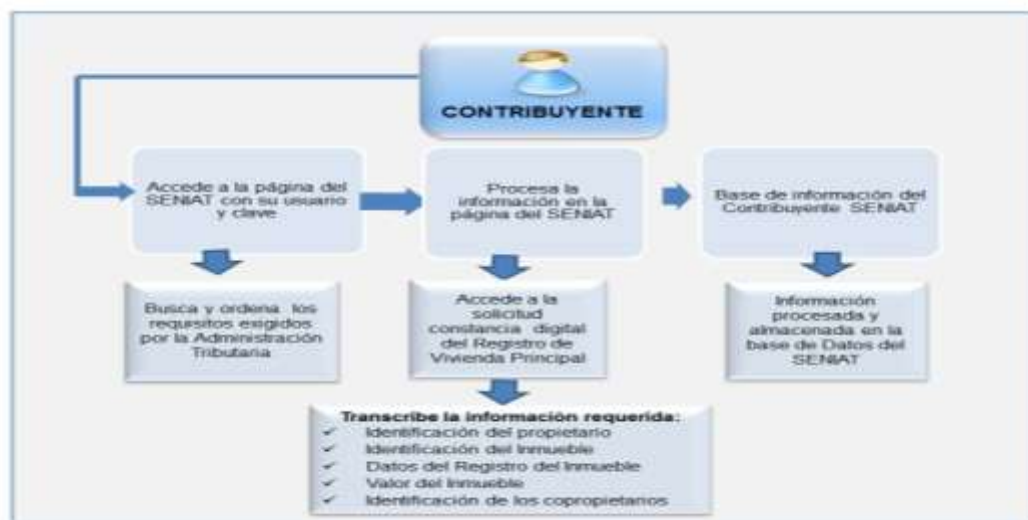 CONTRIBUYENTE
Accede a la página del
SENIAT con su usuario
y clave
Procesa la
información en la
página del SENIAT
Base de información del
Contribuyente SENIAT
Busca y ordena los
requisitos exigidos
por la Administración
Tributaria
Accede a la
solicitud
constancia digital
del Registro de
Vivienda Principal
Información
procesada y
almacenada en la
base de Datos del
SENIAT
Transcribe la información requerida:
✓ Identificación del propietario
✓ Identificación del Inmueble
✓ Datos del Registro del Inmueble
✓ Valor del Inmueble
✓ Identificación de los copropietarios